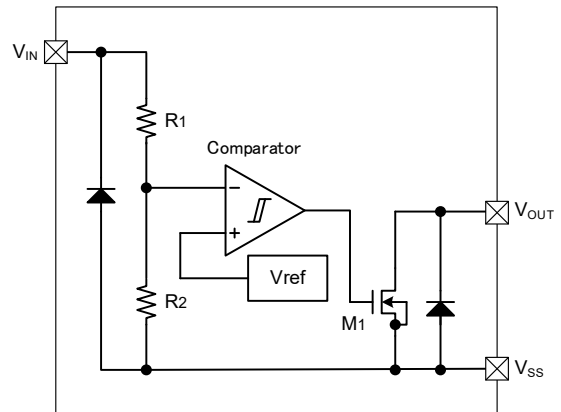 VIN
R1
Comparator
−
+
VOUT
Vref
R2
M1
VSS